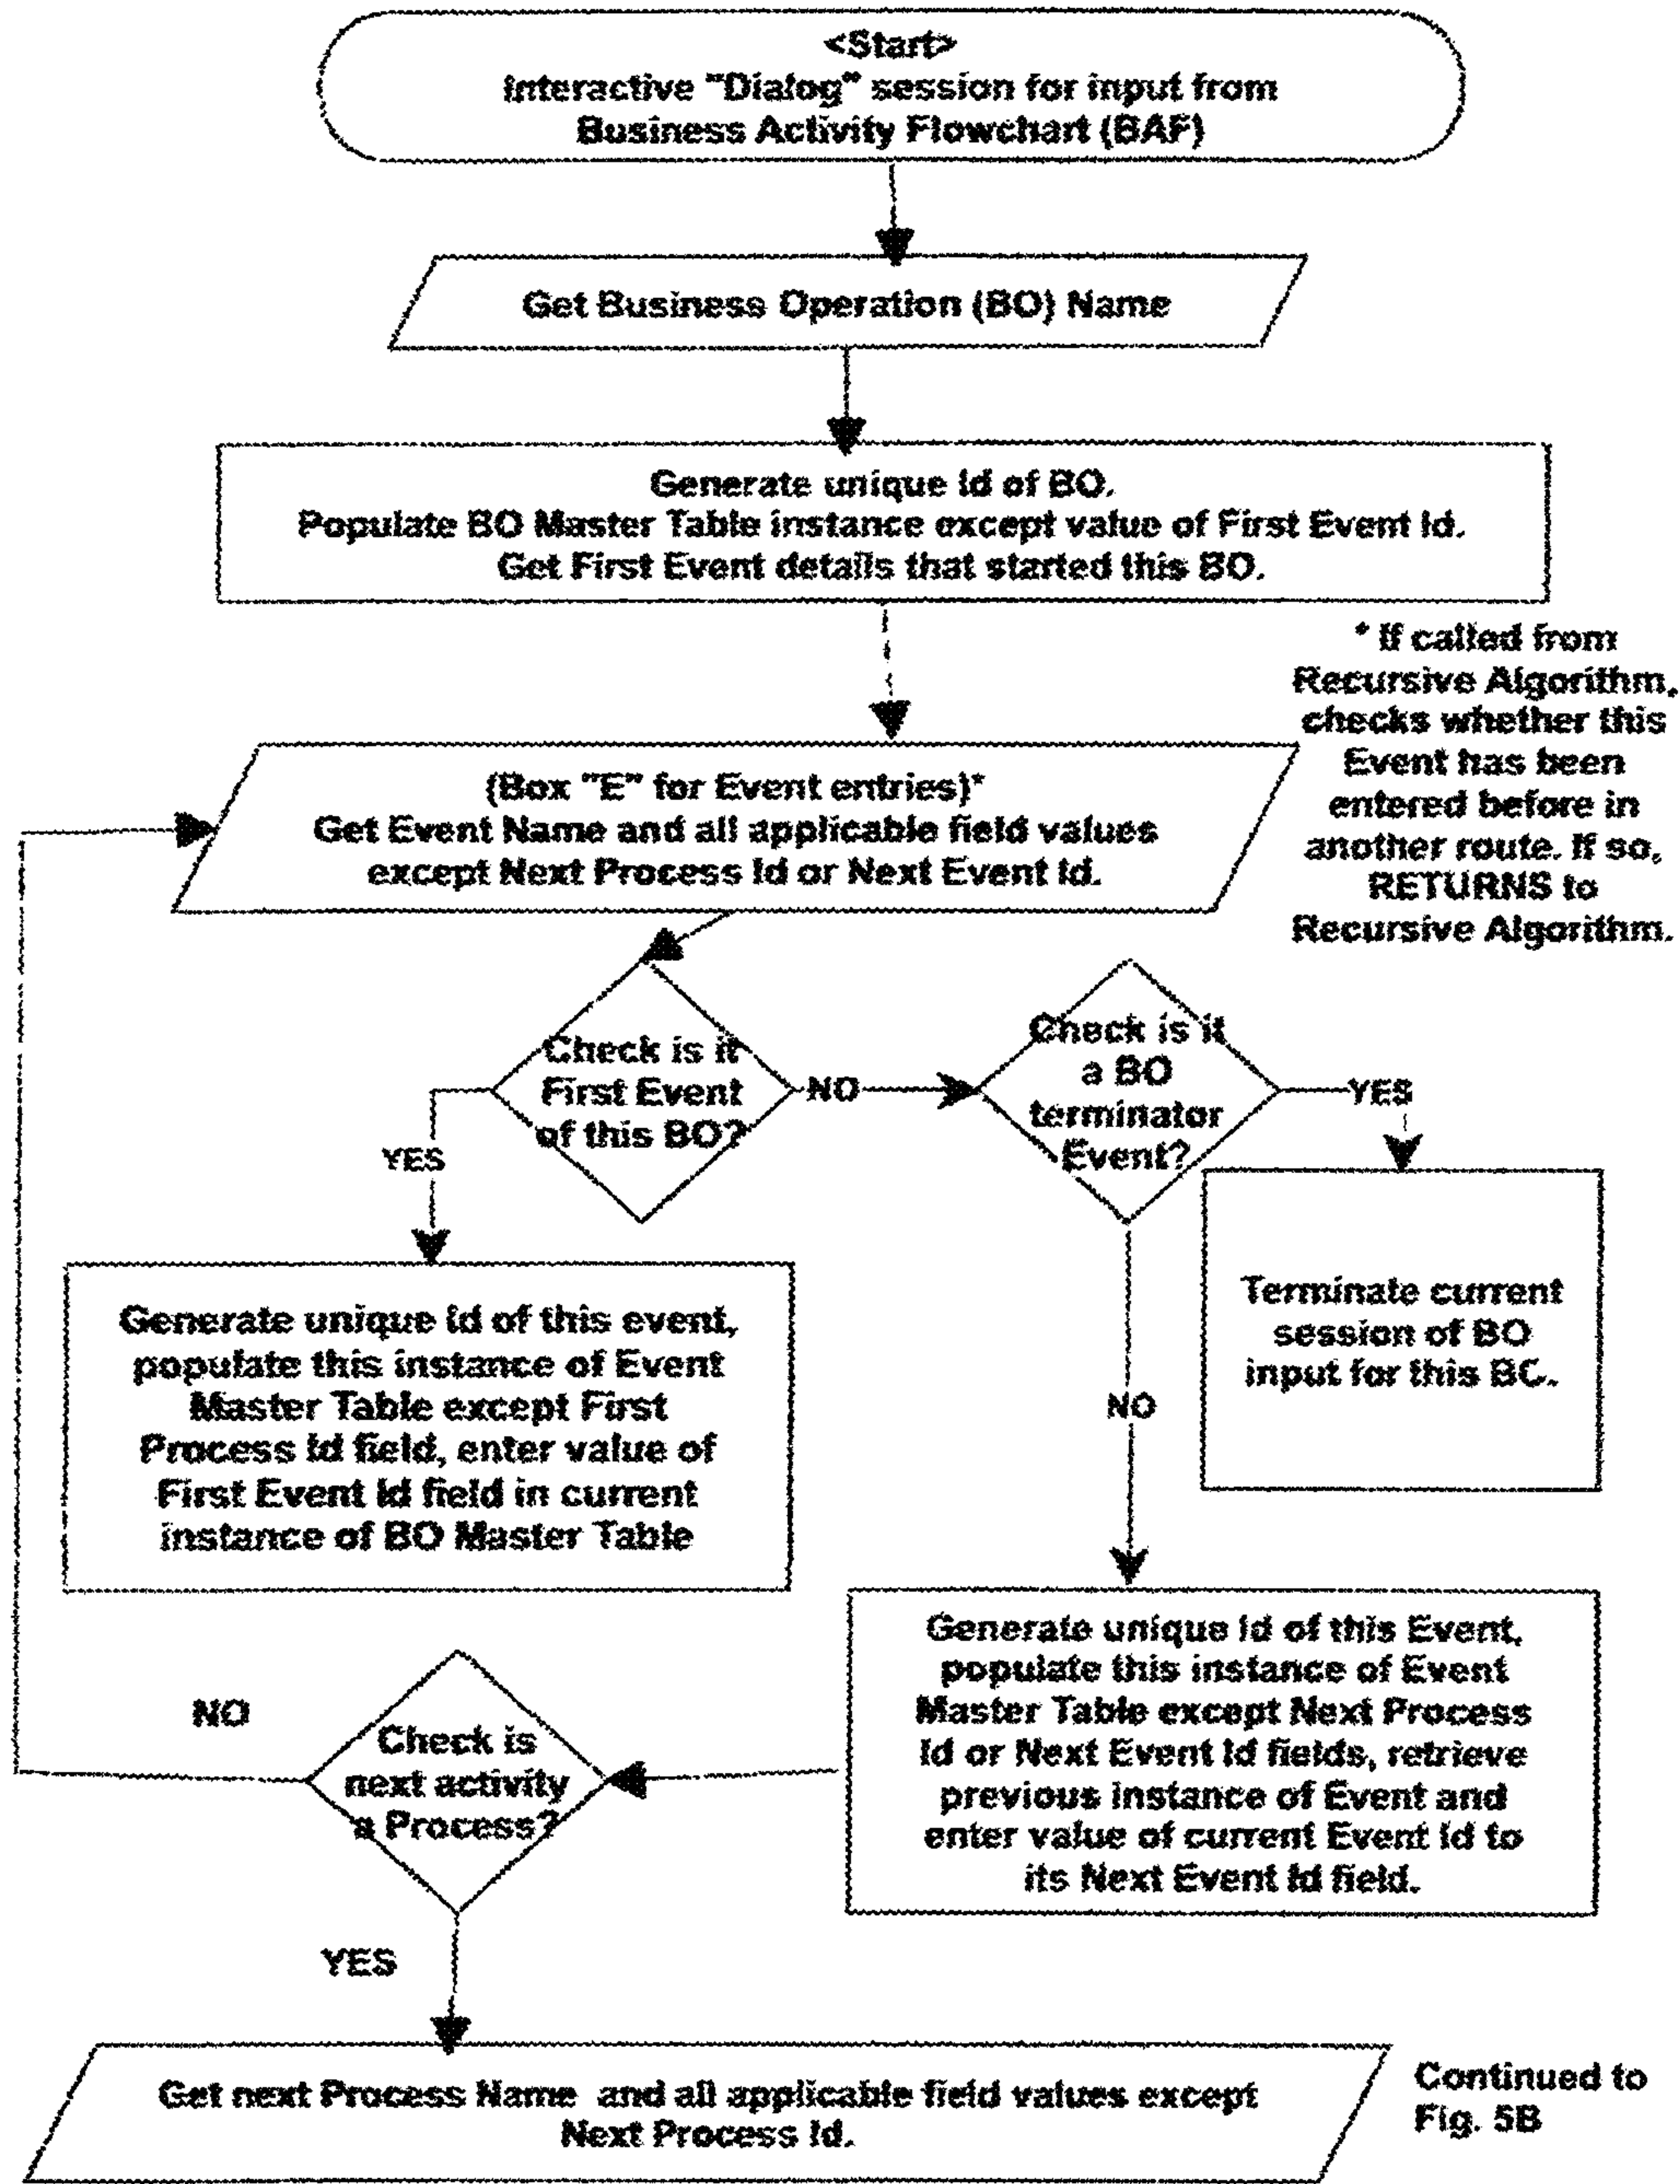 <Start>
Interactive "Dialog" session for input from
Business Activity Flowchart (BAF)
Get Business Operation (BO) Name
Generate unique Id of BO.
Populate BO Master Table instance except value of First Event Id.
Get First Event details that started this BO.
* If called from
Recursive Algorithm,
checks whether this
Event has been
entered before in
another route. If so,
RETURNS to
Recursive Algorithm.
(Box "E" for Event entries)*
Get Event Name and all applicable field values
except Next Process Id or Next Event Id.
Check is it
First Event
of this BO?
NO
Check is it
a BO
terminator
Event?
YES
YES
Terminate current
session of BO
input for this BO.
Generate unique Id of this event,
populate this instance of Event
Master Table except First
Process Id field, enter value of
First Event Id field in current
instance of BO Master Table
NO
Generate unique Id of this Event,
populate this instance of Event
Master Table except Next Process
Id or Next Event Id fields, retrieve
previous instance of Event and
enter value of current Event Id to
its Next Event Id field.
NO
Check is
next activity
a Process?
YES
Get next Process Name and all applicable field values except
Next Process Id.
Continued to
Fig. 5B